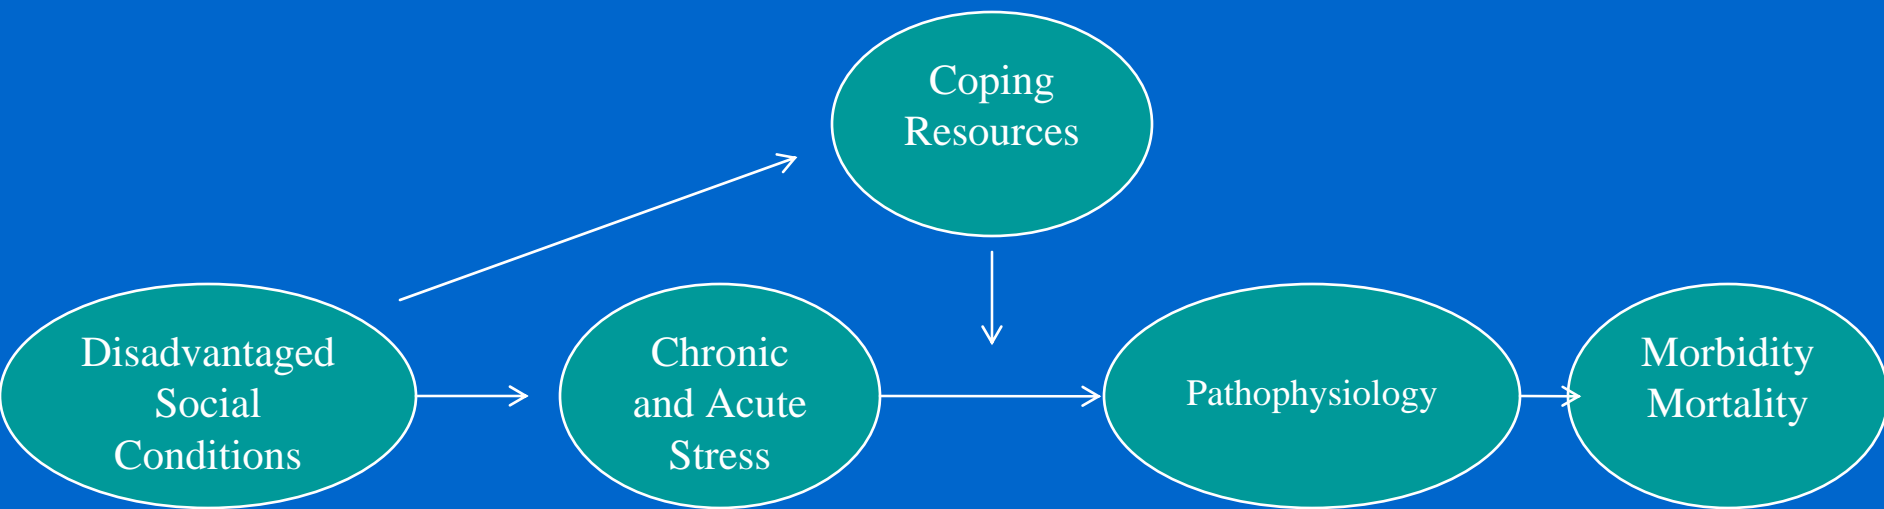 Coping
Resources
Disadvantaged
Social
Conditions
Chronic
and Acute
Stress
Pathophysiology
Morbidity
Mortality